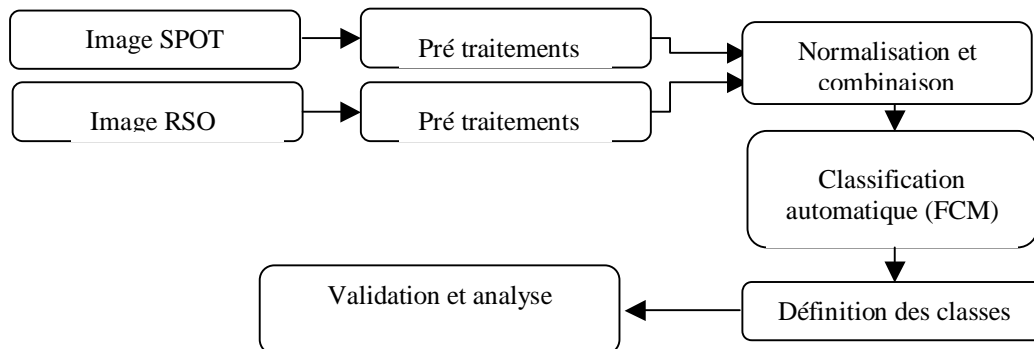 Image SPOT
Pré traitements
Normalisation et
combinaison
Image RSO
Pré traitements
Classification
automatique (FCM)
Définition des classes
Validation et analyse